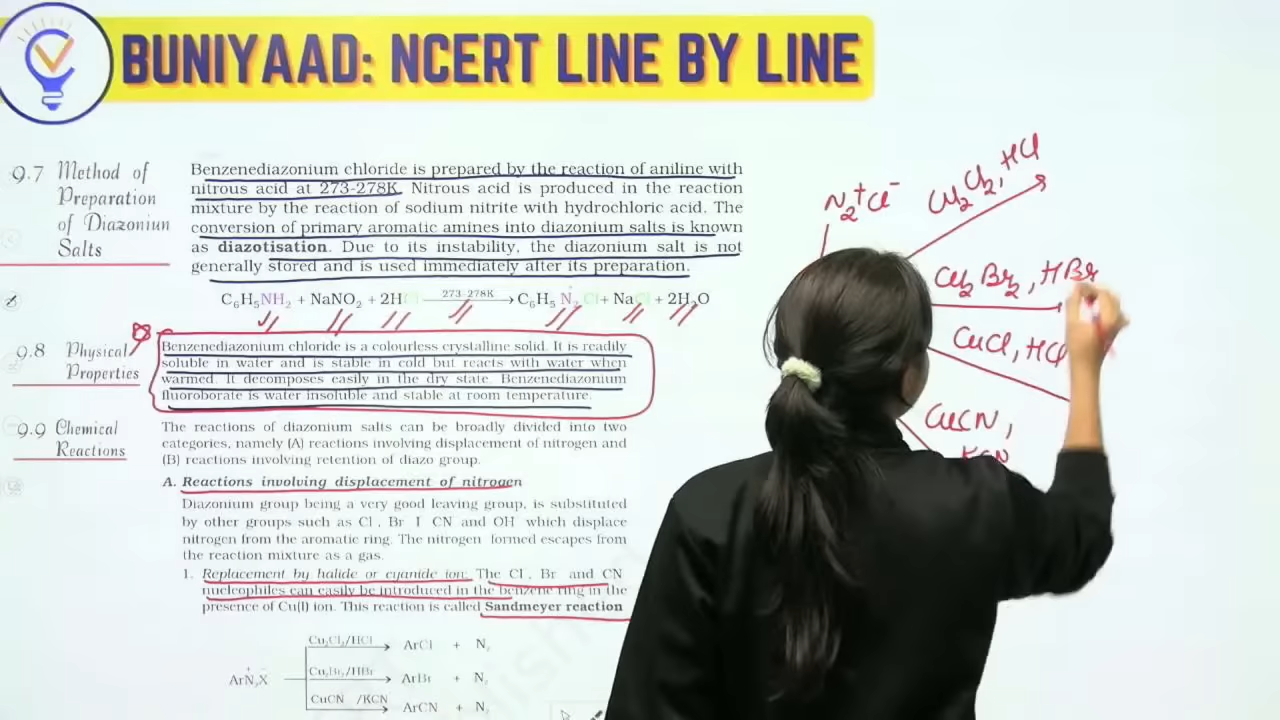 BUNIYAAD: NCERT LINE BY LINE
9.7 Method of
Preparation
of Diazoniun
Salts
Benzenediazonium chloride is prepared by the reaction of aniline with
nitrous acid at 273-278K. Nitrous acid is produced in the reaction
mixture by the reaction of sodium nitrite with hydrochloric acid. The
conversion of primary aromatic amines into diazonium salts is known
as diazotisation. Due to its instability, the diazonium salt is not
generally stored and is used immediately after its preparation.
C₆H₅NH₂ + NaNO₂ + 2HCl 273-278K → C₆H₅N₂Cl + NaCl + 2H₂O
9.8 Physical
Properties
Benzenediazonium chloride is a colourless crystalline solid. It is readily
soluble in water and is stable in cold but reacts with water when
warmed. It decomposes easily in the dry state. Benzenediazonium
fluoroborate is water insoluble and stable at room temperature.
9.9 Chemical
Reactions
The reactions of diazonium salts can be broadly divided into two
categories, namely (A) reactions involving displacement of nitrogen and
(B) reactions involving retention of diazo group.
A. Reactions involving displacement of nitrogen
Diazonium group being a very good leaving group, is substituted
by other groups such as Cl , Br I CN and OH which displace
nitrogen from the aromatic ring. The nitrogen formed escapes from
the reaction mixture as a gas.
1. Replacement by halide or cyanide ion: The Cl , Br and CN
nucleophiles can easily be introduced in the benzene ring in the
presence of Cu(I) ion. This reaction is called Sandmeyer reaction
Cu₂Cl₂/HCl → ArCl + N₂
ArN₂X Cu₂Br₂/HBr → ArBr + N₂
CuCN /KCN → ArCN + N₂
N₂⁺Cl⁻
Cu₂Cl₂, HCl
Cu₂Br₂, HBr
CuCl, HCl
CuCN,
KCN